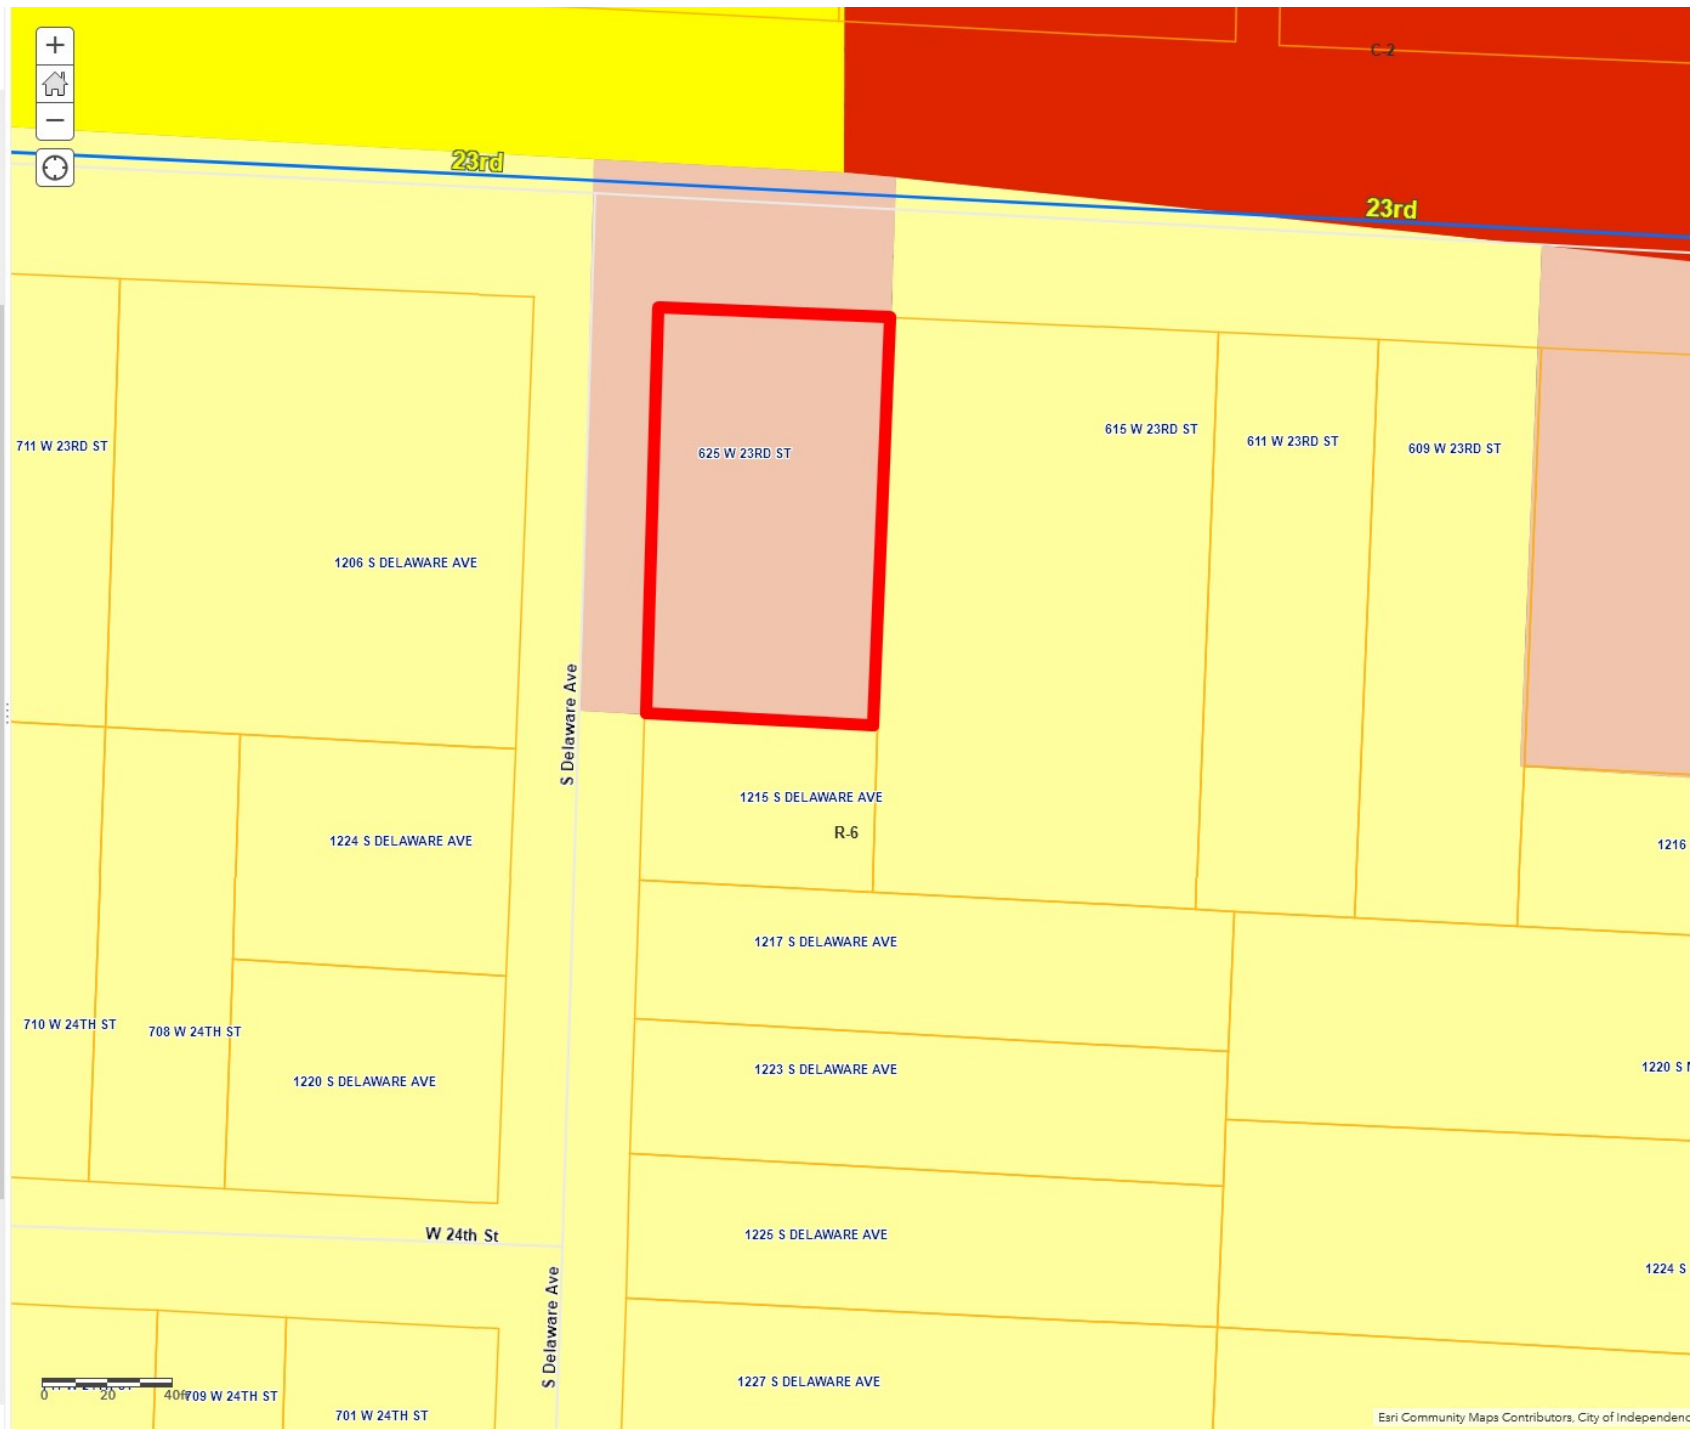 +
−
C-2
23rd
23rd
711 W 23RD ST
625 W 23RD ST
615 W 23RD ST
611 W 23RD ST
609 W 23RD ST
1206 S DELAWARE AVE
S Delaware Ave
1215 S DELAWARE AVE
R-6
1224 S DELAWARE AVE
1216
1217 S DELAWARE AVE
710 W 24TH ST
708 W 24TH ST
1220 S DELAWARE AVE
1223 S DELAWARE AVE
1220 S
W 24th St
1225 S DELAWARE AVE
1224 S
S Delaware Ave
1227 S DELAWARE AVE
0 20 40ft
709 W 24TH ST
701 W 24TH ST
Esri Community Maps Contributors, City of Independenc